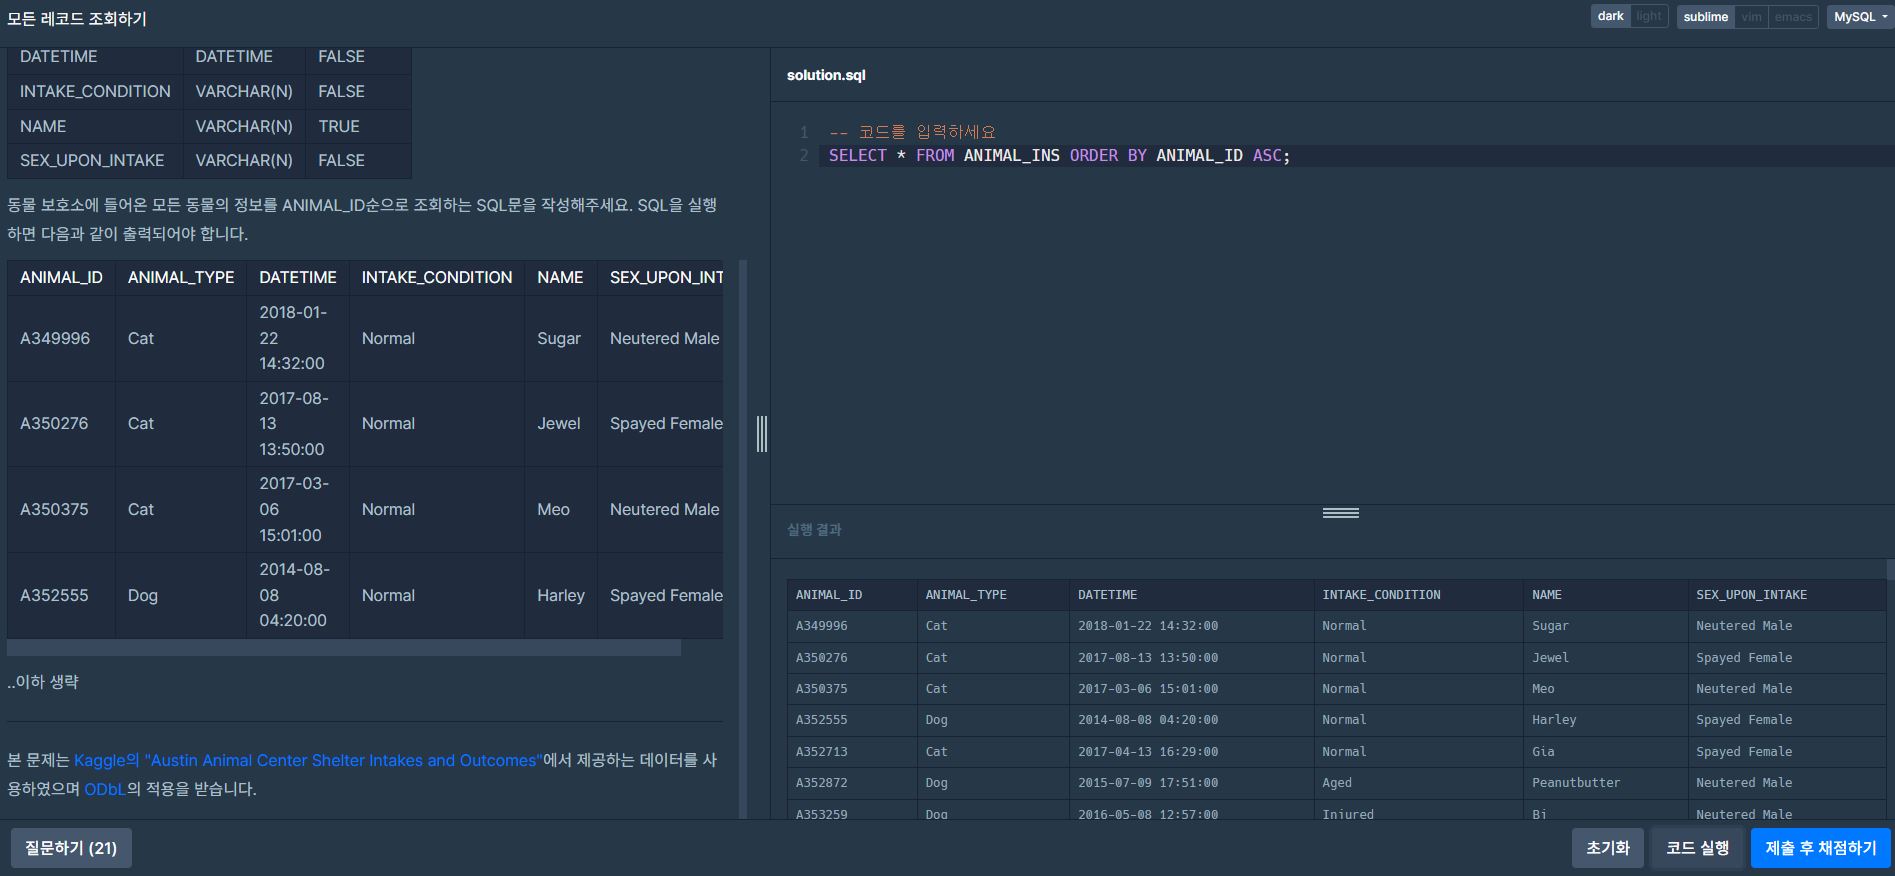 모든 레코드 조회하기
dark light sublime vim emacs MySQL
DATETIME DATETIME FALSE
INTAKE_CONDITION VARCHAR(N) FALSE
NAME VARCHAR(N) TRUE
SEX_UPON_INTAKE VARCHAR(N) FALSE
동물 보호소에 들어온 모든 동물의 정보를 ANIMAL_ID순으로 조회하는 SQL문을 작성해주세요. SQL을 실행
하면 다음과 같이 출력되어야 합니다.
ANIMAL_ID ANIMAL_TYPE DATETIME INTAKE_CONDITION NAME SEX_UPON_INT
A349996 Cat 2018-01-
22
14:32:00 Normal Sugar Neutered Male
A350276 Cat 2017-08-
13
13:50:00 Normal Jewel Spayed Female
A350375 Cat 2017-03-
06
15:01:00 Normal Meo Neutered Male
A352555 Dog 2014-08-
08
04:20:00 Normal Harley Spayed Female
..이하 생략
본 문제는 Kaggle의 "Austin Animal Center Shelter Intakes and Outcomes"에서 제공하는 데이터를 사
용하였으며 ODbL의 적용을 받습니다.
solution.sql
1 -- 코드를 입력하세요
2 SELECT * FROM ANIMAL_INS ORDER BY ANIMAL_ID ASC;
실행 결과
ANIMAL_ID ANIMAL_TYPE DATETIME INTAKE_CONDITION NAME SEX_UPON_INTAKE
A349996 Cat 2018-01-22 14:32:00 Normal Sugar Neutered Male
A350276 Cat 2017-08-13 13:50:00 Normal Jewel Spayed Female
A350375 Cat 2017-03-06 15:01:00 Normal Meo Neutered Male
A352555 Dog 2014-08-08 04:20:00 Normal Harley Spayed Female
A352713 Cat 2017-04-13 16:29:00 Normal Gia Spayed Female
A352872 Dog 2015-07-09 17:51:00 Aged Peanutbutter Neutered Male
A353259 Dog 2016-05-08 12:57:00 Injured Bj Neutered Male
질문하기 (21) 초기화 코드 실행 제출 후 채점하기